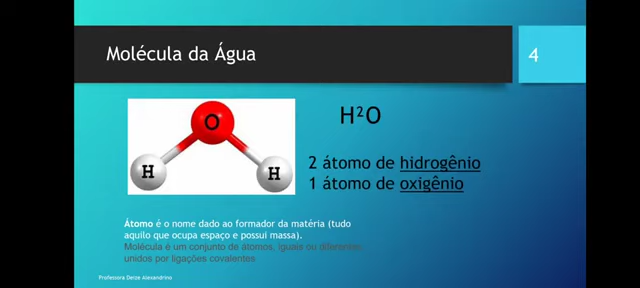 Molécula da Água
4
O
H
H
H²O
2 átomo de hidrogênio
1 átomo de oxigênio
Átomo é o nome dado ao formador da matéria (tudo
aquilo que ocupa espaço e possui massa).
Molécula é um conjunto de átomos, iguais ou diferentes,
unidos por ligações covalentes
Professora Deize Alexandrino